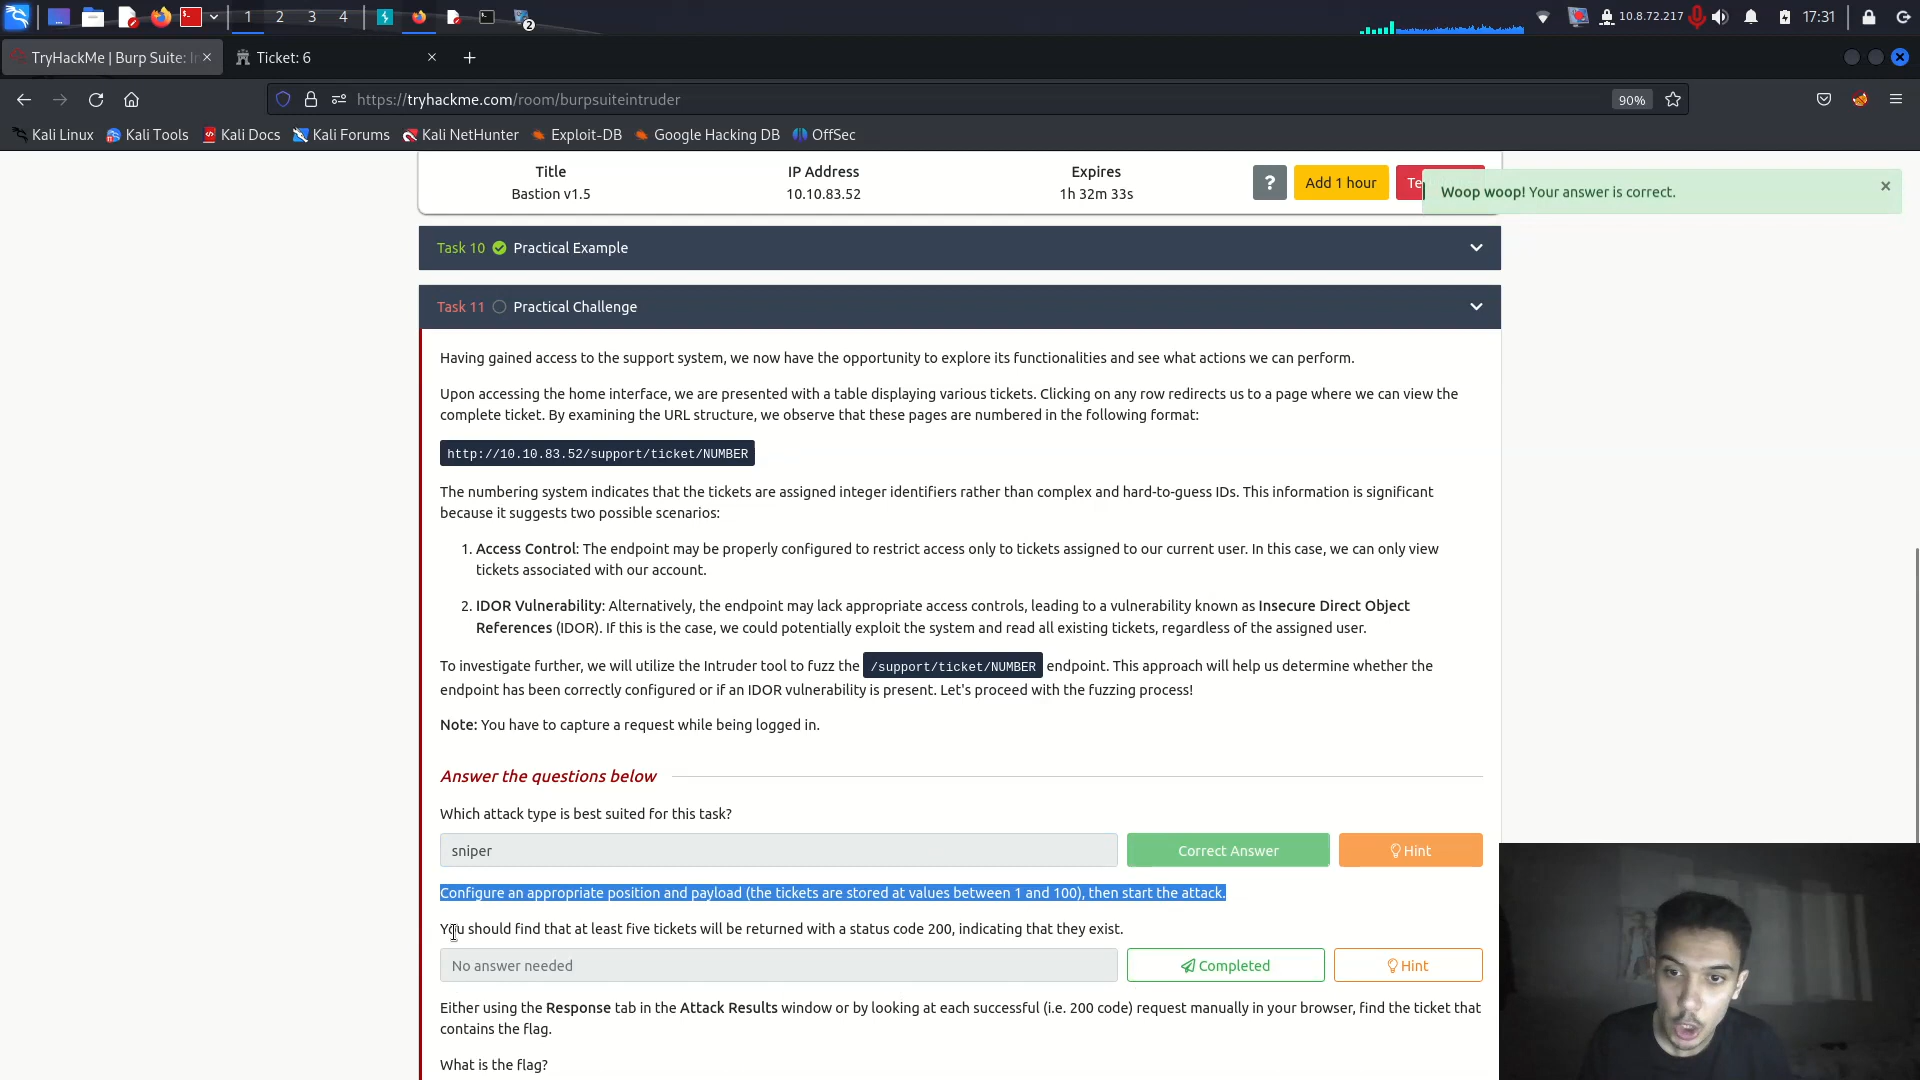 1 2 3 4
2
10.8.72.217
17:31
TryHackMe | Burp Suite: I
Ticket: 6
https://tryhackme.com/room/burpsuiteintruder
90%
Kali Linux Kali Tools Kali Docs Kali Forums Kali NetHunter Exploit-DB Google Hacking DB OffSec
Title IP Address Expires
Bastion v1.5 10.10.83.52 1h 32m 33s
? Add 1 hour Te
Woop woop! Your answer is correct.
Task 10 Practical Example
Task 11 Practical Challenge
Having gained access to the support system, we now have the opportunity to explore its functionalities and see what actions we can perform.
Upon accessing the home interface, we are presented with a table displaying various tickets. Clicking on any row redirects us to a page where we can view the
complete ticket. By examining the URL structure, we observe that these pages are numbered in the following format:
http://10.10.83.52/support/ticket/NUMBER
The numbering system indicates that the tickets are assigned integer identifiers rather than complex and hard-to-guess IDs. This information is significant
because it suggests two possible scenarios:
1. Access Control: The endpoint may be properly configured to restrict access only to tickets assigned to our current user. In this case, we can only view
tickets associated with our account.
2. IDOR Vulnerability: Alternatively, the endpoint may lack appropriate access controls, leading to a vulnerability known as Insecure Direct Object
References (IDOR). If this is the case, we could potentially exploit the system and read all existing tickets, regardless of the assigned user.
To investigate further, we will utilize the Intruder tool to fuzz the /support/ticket/NUMBER endpoint. This approach will help us determine whether the
endpoint has been correctly configured or if an IDOR vulnerability is present. Let's proceed with the fuzzing process!
Note: You have to capture a request while being logged in.
Answer the questions below
Which attack type is best suited for this task?
sniper Correct Answer Hint
Configure an appropriate position and payload (the tickets are stored at values between 1 and 100), then start the attack.
You should find that at least five tickets will be returned with a status code 200, indicating that they exist.
No answer needed Completed Hint
Either using the Response tab in the Attack Results window or by looking at each successful (i.e. 200 code) request manually in your browser, find the ticket that
contains the flag.
What is the flag?